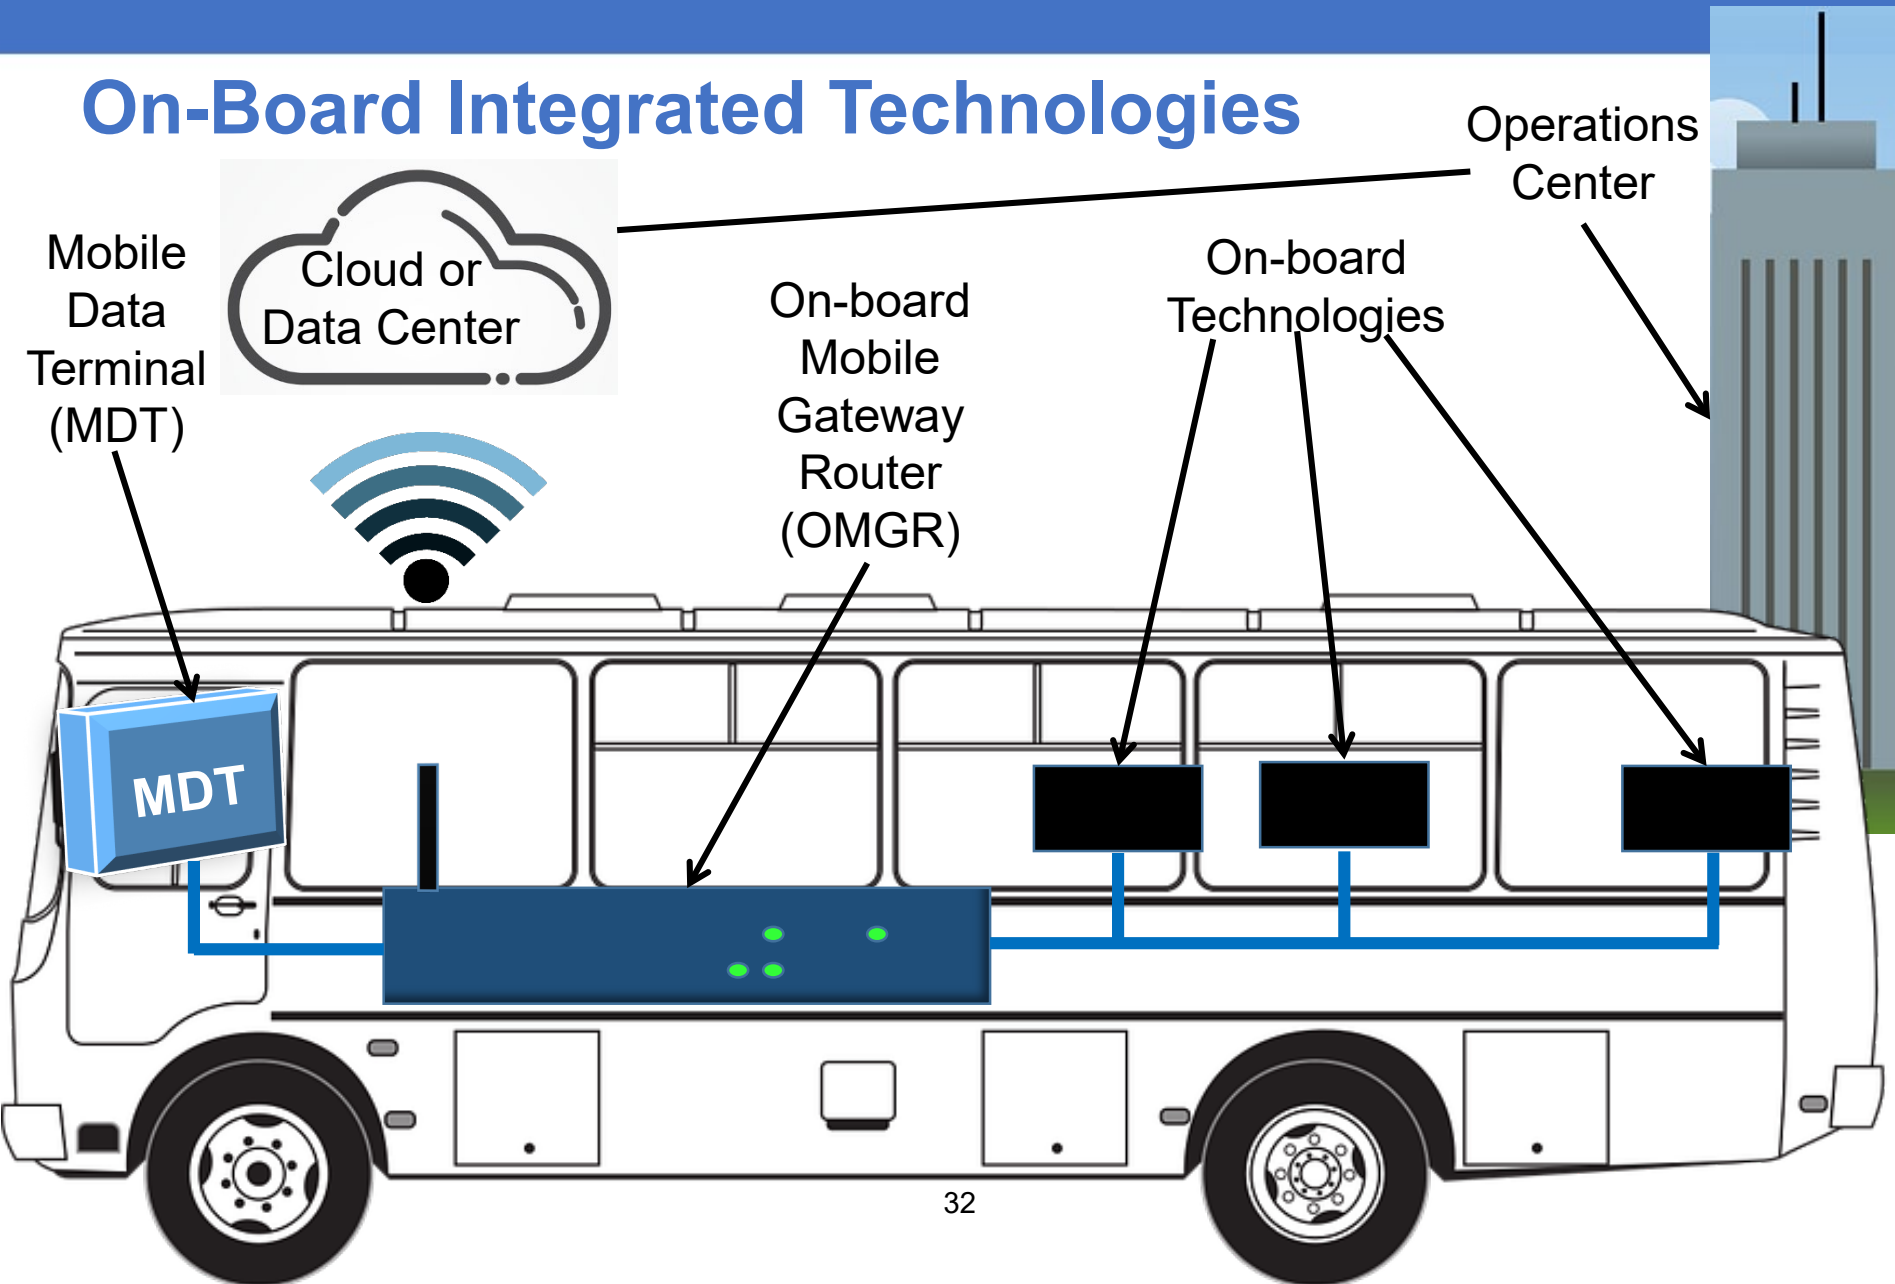 On-Board Integrated Technologies
Operations
Center
Mobile
Data
Terminal
(MDT)
Cloud or
Data Center
On-board
Mobile
Gateway
Router
(OMGR)
On-board
Technologies
MDT
32